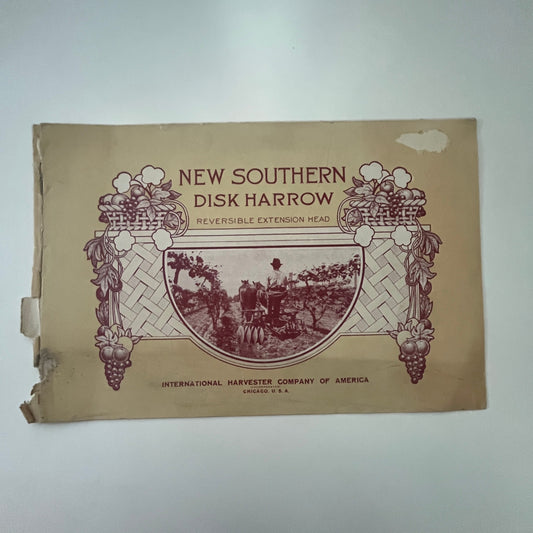 NEW SOUTHERN
DISK HARROW
REVERSIBLE EXTENSION HEAD
INTERNATIONAL HARVESTER COMPANY OF AMERICA
CHICAGO, U. S. A.